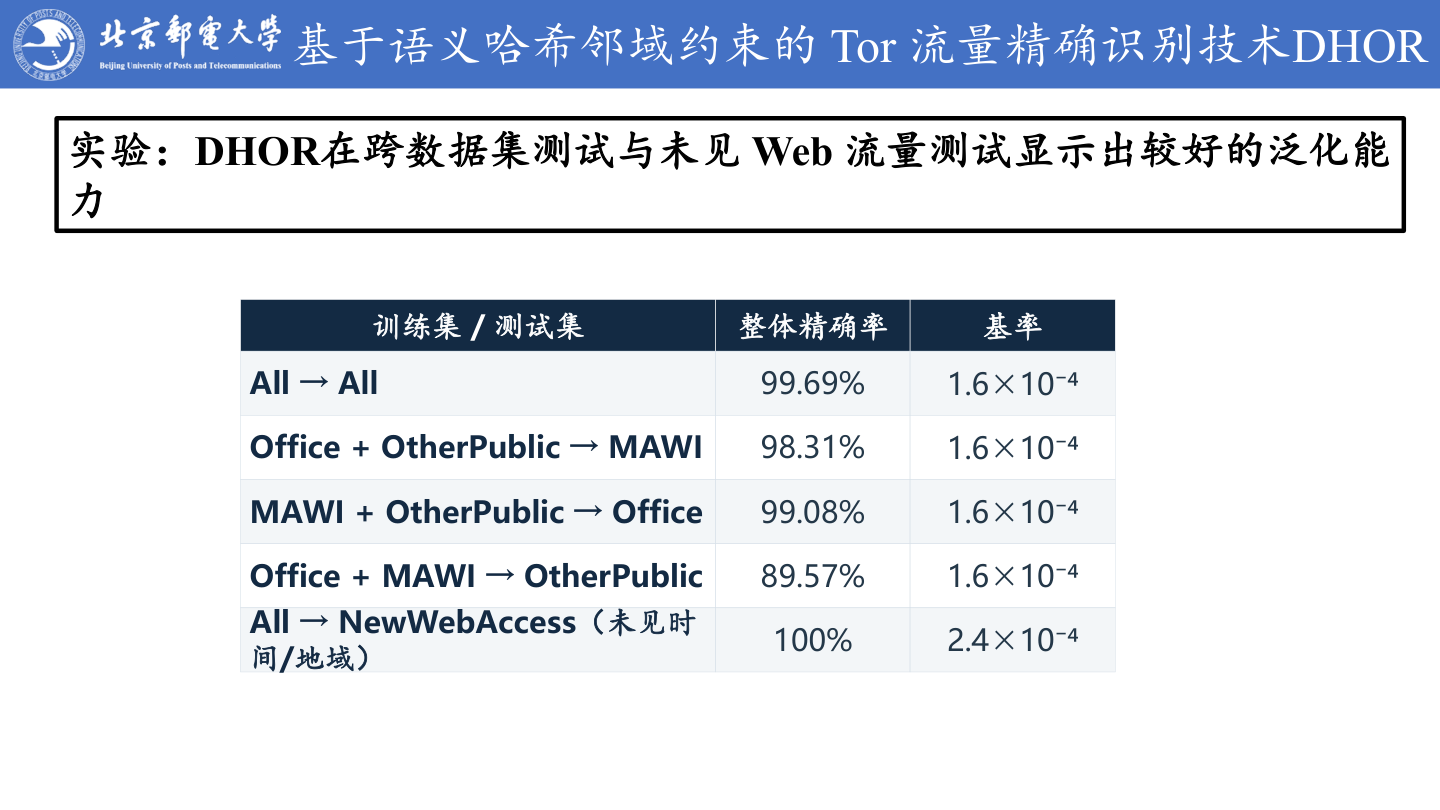 北京郵電大學
Beijing University of Posts and Telecommunications
基于语义哈希邻域约束的 Tor 流量精确识别技术DHOR
实验：DHOR在跨数据集测试与未见 Web 流量测试显示出较好的泛化能
力
训练集 / 测试集 整体精确率 基率
All → All 99.69% 1.6×10⁻⁴
Office + OtherPublic → MAWI 98.31% 1.6×10⁻⁴
MAWI + OtherPublic → Office 99.08% 1.6×10⁻⁴
Office + MAWI → OtherPublic 89.57% 1.6×10⁻⁴
All → NewWebAccess（未见时
间/地域） 100% 2.4×10⁻⁴